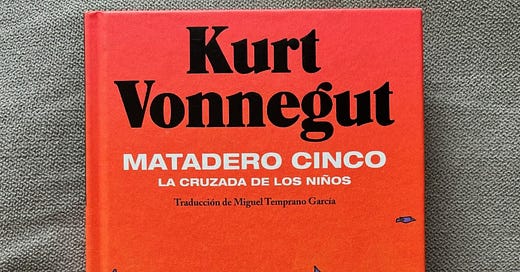 Kurt
Vonnegut
MATADERO CINCO
LA CRUZADA DE LOS NIÑOS
Traducción de Miguel Temprano García